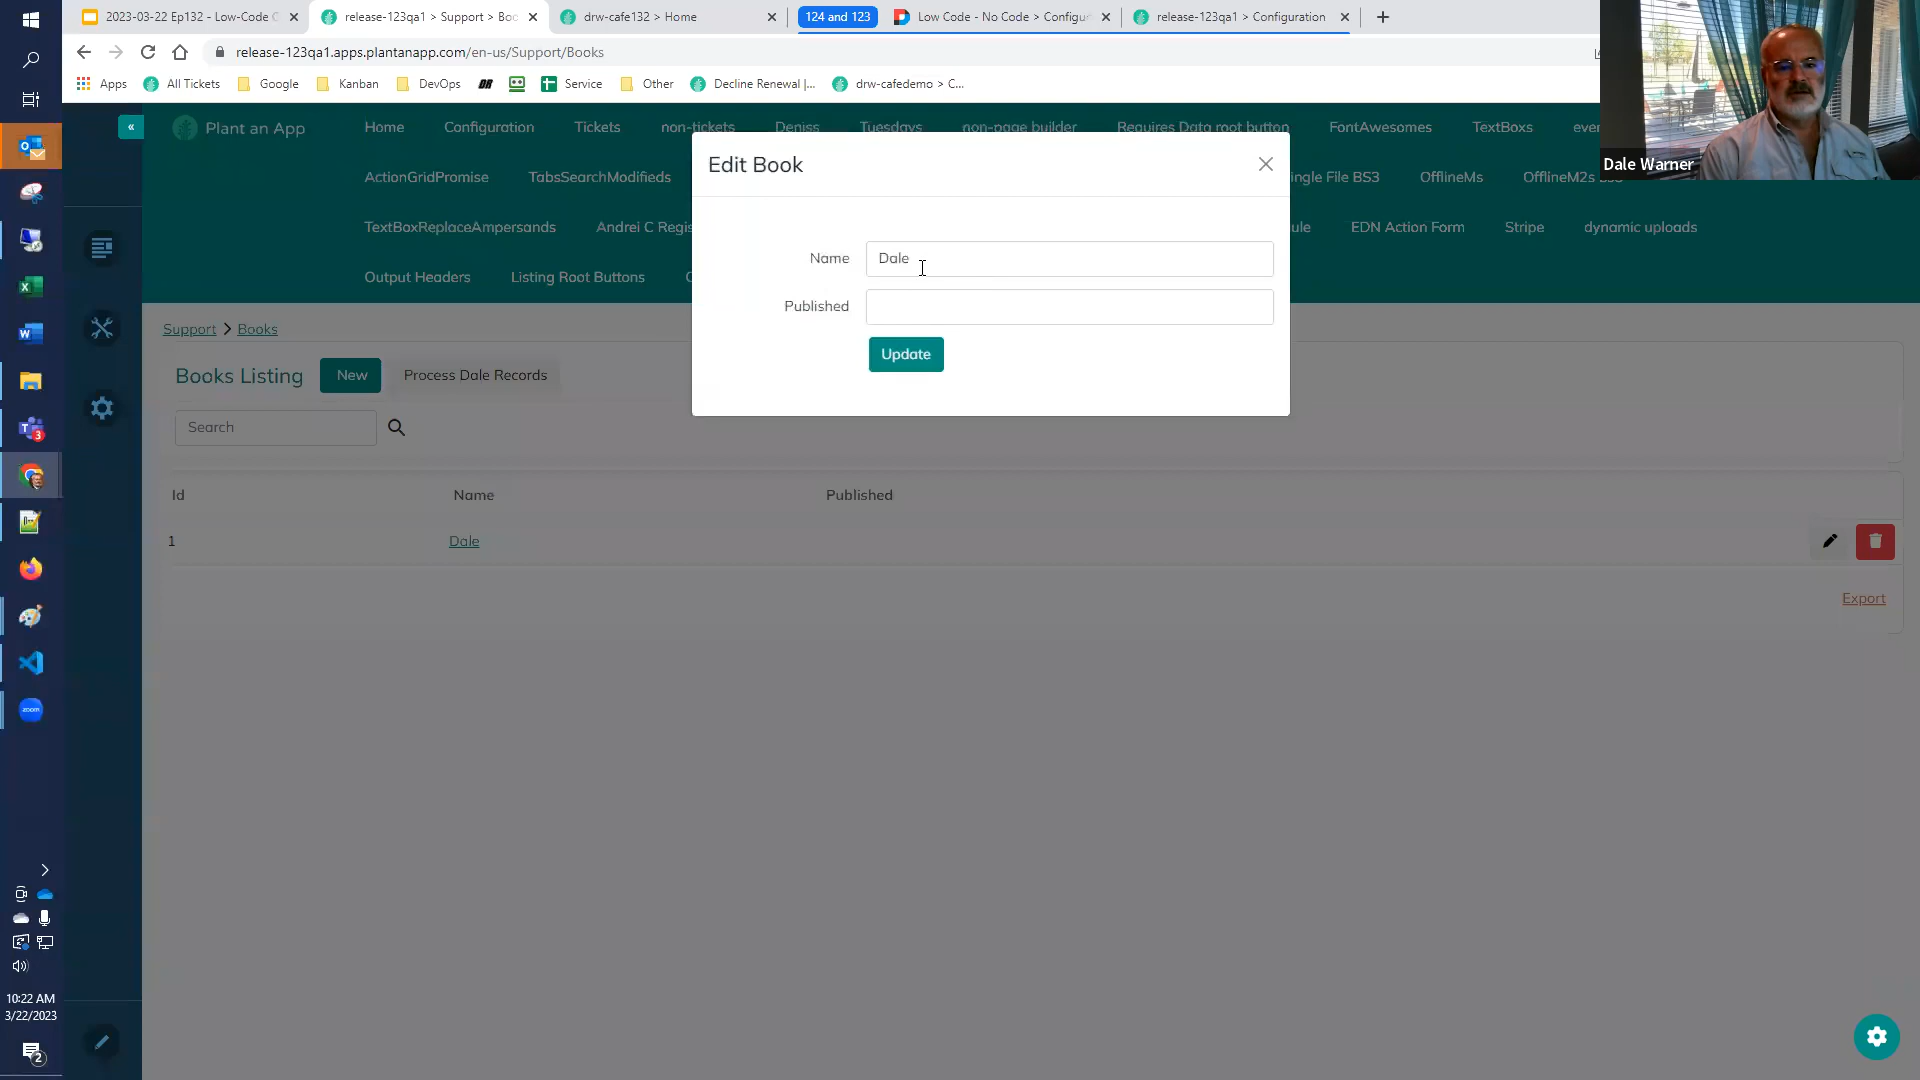 2023-03-22 Ep132 - Low-Code C
release-123qa1 > Support > Boo
drw-cafe132 > Home
124 and 123
Low Code - No Code > Configur
release-123qa1 > Configuration
release-123qa1.apps.plantanapp.com/en-us/Support/Books
Apps
All Tickets
Google
Kanban
DevOps
Service
Other
Decline Renewal |...
drw-cafedemo > C...
Dale Warner
Plant an App
Home
Configuration
Tickets
non-tickets
Deniss
Tuesdays
non-page builder
Requires Data root button
FontAwesomes
TextBoxs
ActionGridPromise
TabsSearchModifieds
ingle File BS3
OfflineMs
TextBoxReplaceAmpersands
Andrei C Regis
EDN Action Form
Stripe
dynamic uploads
Output Headers
Listing Root Buttons
Edit Book
Name
Dale
Published
Update
Support > Books
Books Listing
New
Process Dale Records
Search
Id
Name
Published
1
Dale
Export
10:22 AM
3/22/2023